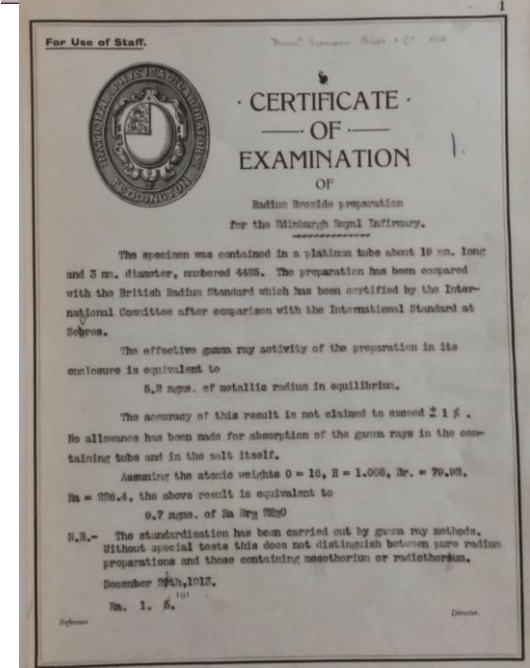 1
For Use of Staff.
Bros. & Co Ltd
NATIONAL PHYSICAL LABORATORY
TEDDINGTON
· CERTIFICATE ·
OF
EXAMINATION
1.
OF
Radium Bromide preparation
for the Edinburgh Royal Infirmary.
The specimen was contained in a platinum tube about 19 mm. long
and 3 mm. diameter, numbered 4485. The preparation has been compared
with the British Radium Standard which has been certified by the Inter-
national Committee after comparison with the International Standard at
The effective gamma ray activity of the preparation in its
enclosure is equivalent to
5.2 mgms. of metallic radium in equilibrium.
The accuracy of this result is not claimed to exceed ± 1 %.
No allowance has been made for absorption of the gamma rays in the con-
taining tube and in the salt itself.
Assuming the atomic weights O = 16, H = 1.008, Br. = 79.92,
Ra = 226.4, the above result is equivalent to
9.7 mgms. of Ra Br2 2H2O
N.B.- The standardisation has been carried out by gamma ray methods.
Without special tests this does not distinguish between pure radium
preparations and those containing mesothorium or radiothorium.
December 29th, 1913.
191
Ra. 1. 5.
Reference
Director.